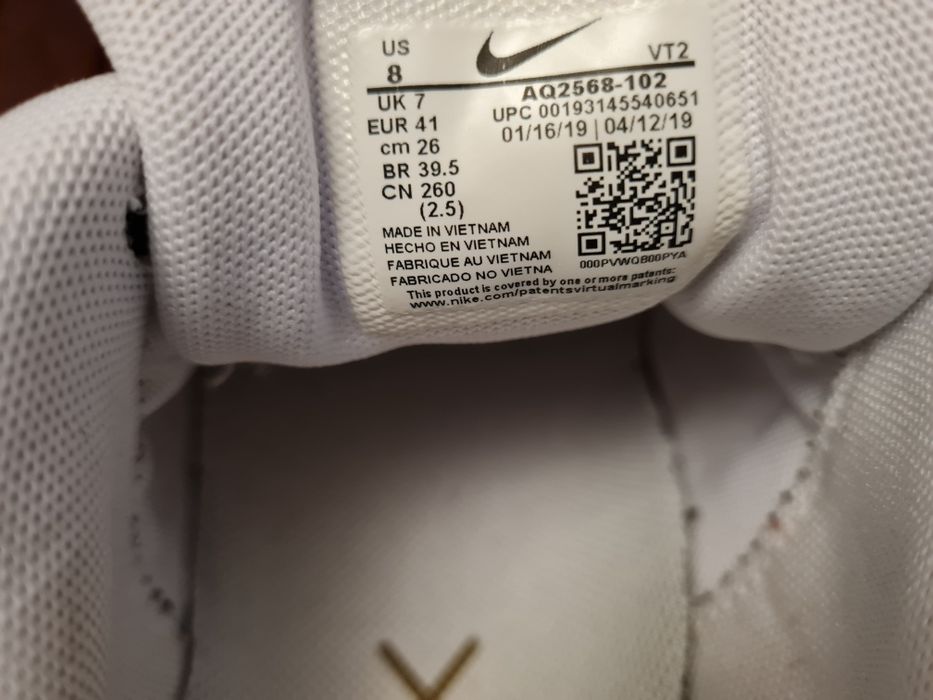 US
8
VT2
AQ2568-102
UPC 00193145540651
01/16/19 | 04/12/19
UK 7
EUR 41
cm 26
BR 39.5
CN 260
(2.5)
MADE IN VIETNAM
HECHO EN VIETNAM
FABRIQUE AU VIETNAM
FABRICADO NO VIETNA
000PVWQB00PYA
This product is covered by one or more patents:
www.nike.com/patentsvirtualmarking